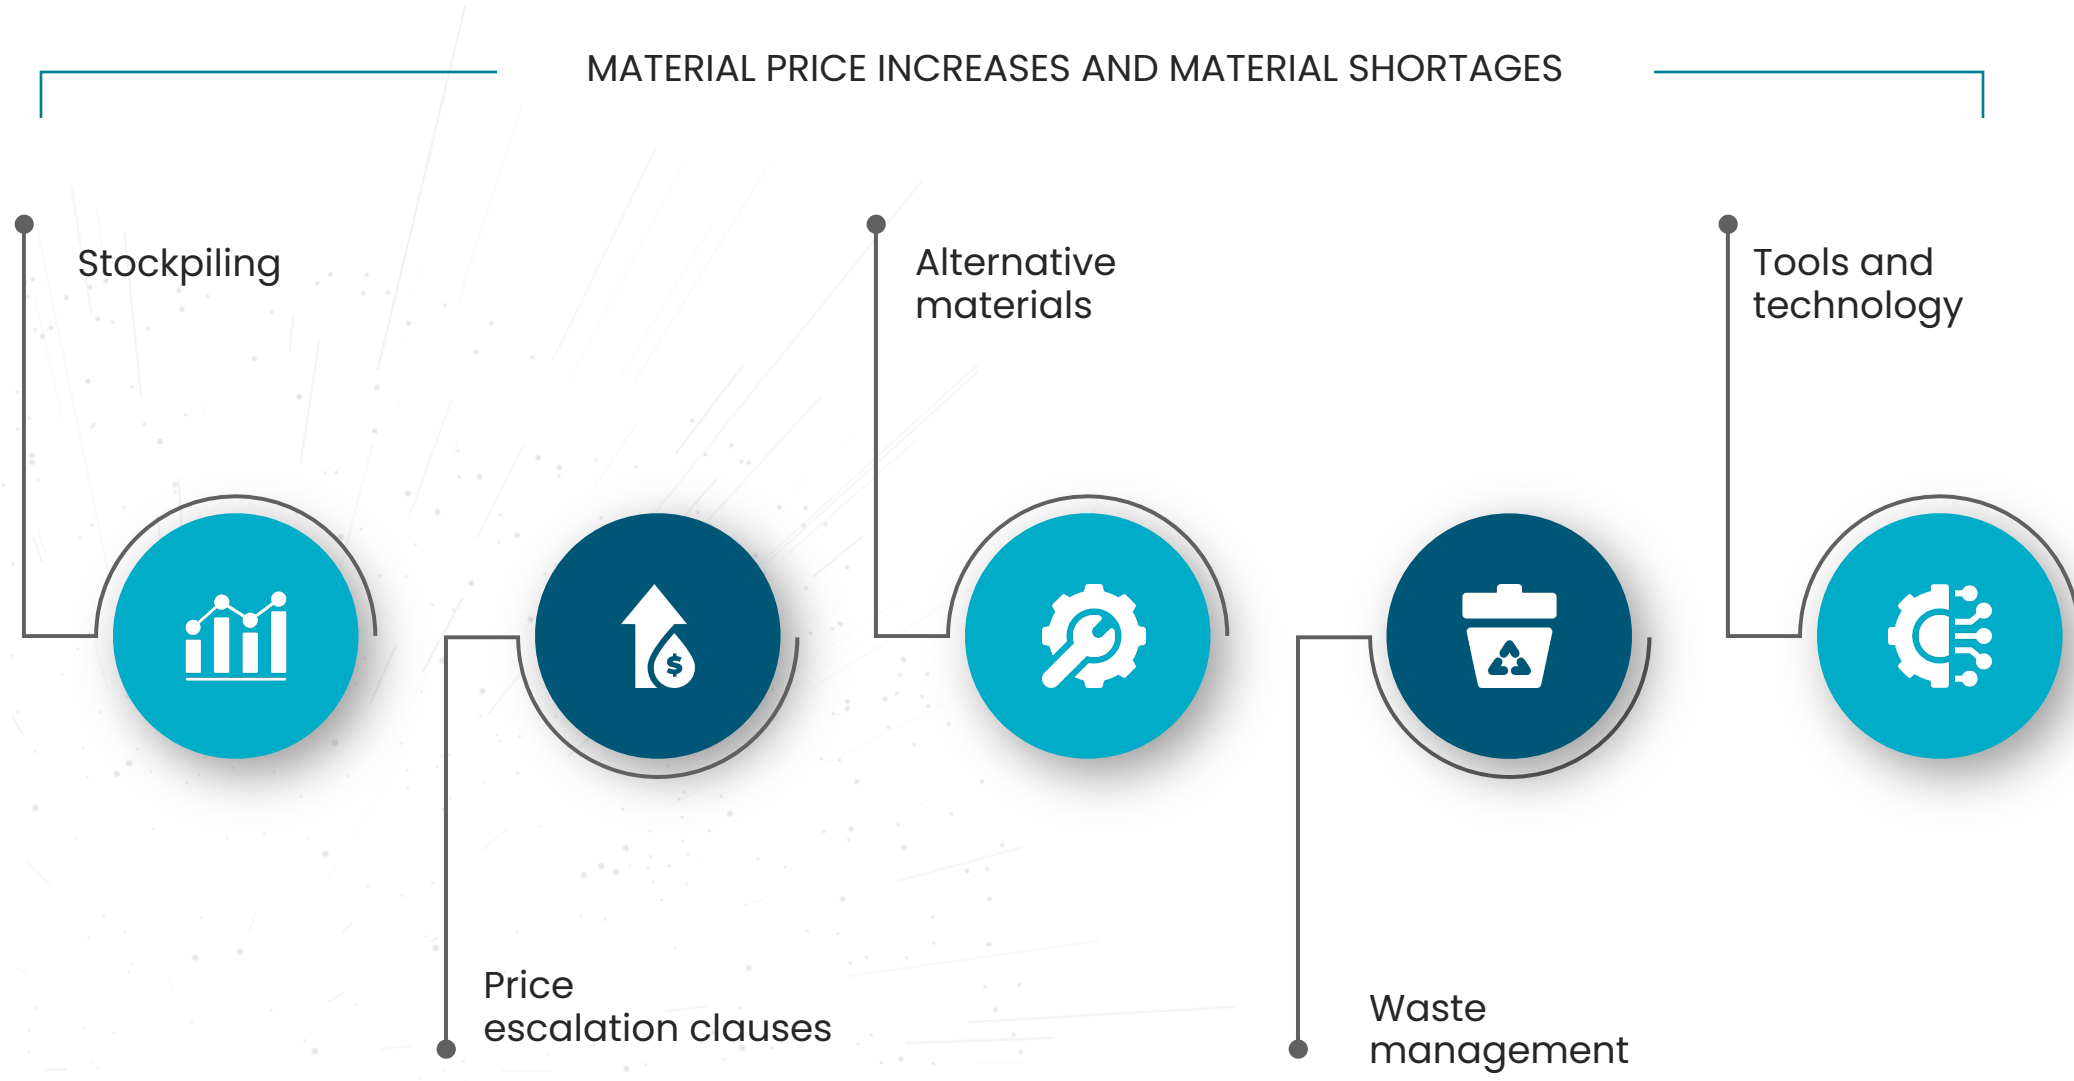 MATERIAL PRICE INCREASES AND MATERIAL SHORTAGES
Stockpiling
Price
escalation clauses
Alternative
materials
Waste
management
Tools and
technology
$